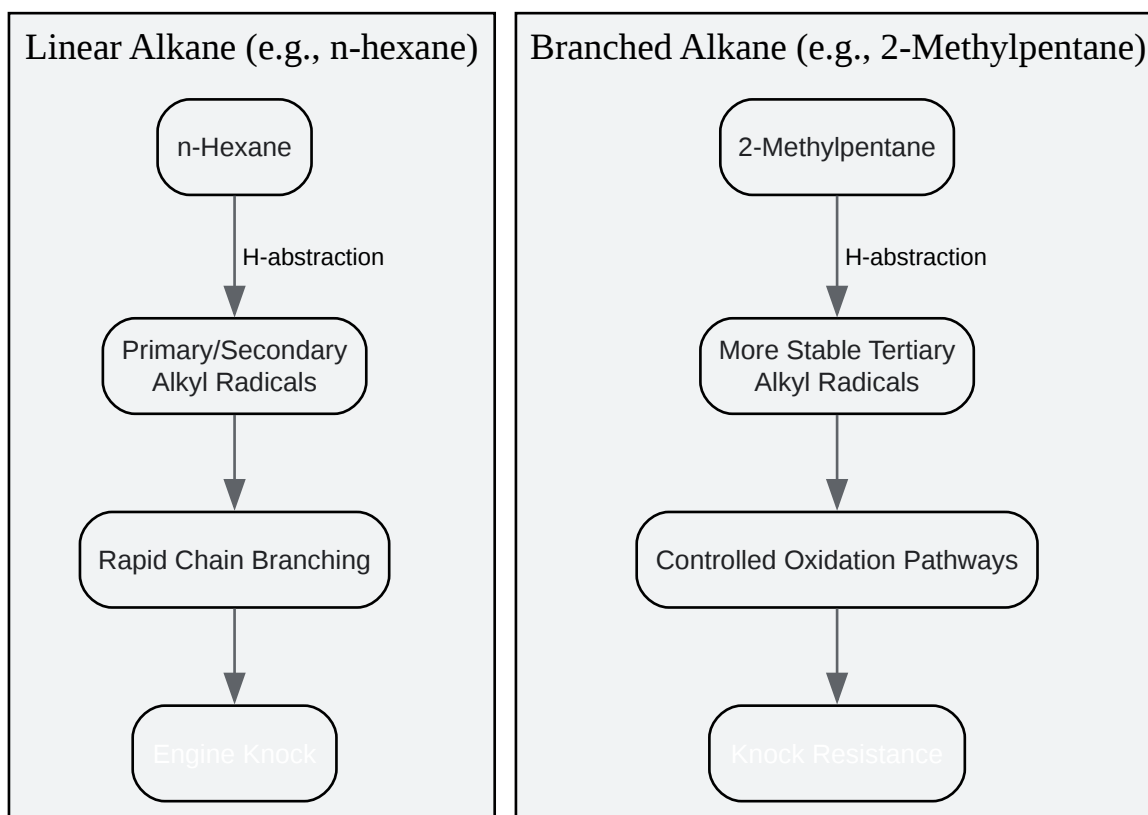 Linear Alkane (e.g., n-hexane)
n-Hexane
H-abstraction
Primary/Secondary
Alkyl Radicals
Rapid Chain Branching
Engine Knock
Branched Alkane (e.g., 2-Methylpentane)
2-Methylpentane
H-abstraction
More Stable Tertiary
Alkyl Radicals
Controlled Oxidation Pathways
Knock Resistance